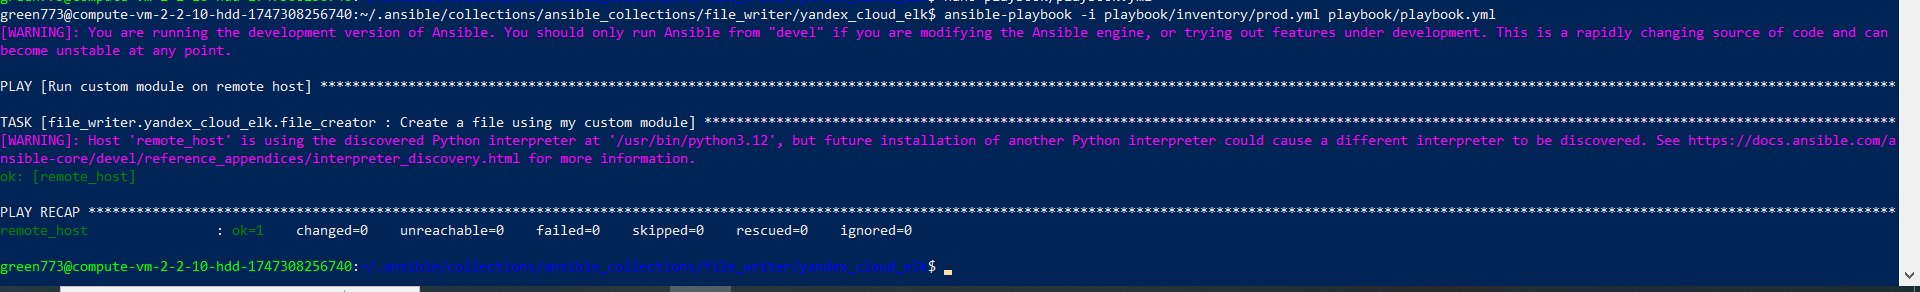 green773@compute-vm-2-2-10-hdd-1747308256740:~/.ansible/collections/ansible_collections/file_writer/yandex_cloud_elk$ ansible-playbook -i playbook/inventory/prod.yml playbook/playbook.yml
[WARNING]: You are running the development version of Ansible. You should only run Ansible from "devel" if you are modifying the Ansible engine, or trying out features under development. This is a rapidly changing source of code and can
become unstable at any point.
PLAY [Run custom module on remote host] ****************************************************************************************************************************************************************************************************
TASK [file_writer.yandex_cloud_elk.file_creator : Create a file using my custom module] ****************************************************************************************************************************************************
[WARNING]: Host 'remote_host' is using the discovered Python interpreter at '/usr/bin/python3.12', but future installation of another Python interpreter could cause a different interpreter to be discovered. See https://docs.ansible.com/a
nsible-core/devel/reference_appendices/interpreter_discovery.html for more information.
ok: [remote_host]
PLAY RECAP *********************************************************************************************************************************************************************************************************************************
remote_host : ok=1 changed=0 unreachable=0 failed=0 skipped=0 rescued=0 ignored=0
green773@compute-vm-2-2-10-hdd-1747308256740:~/.ansible/collections/ansible_collections/file_writer/yandex_cloud_elk$